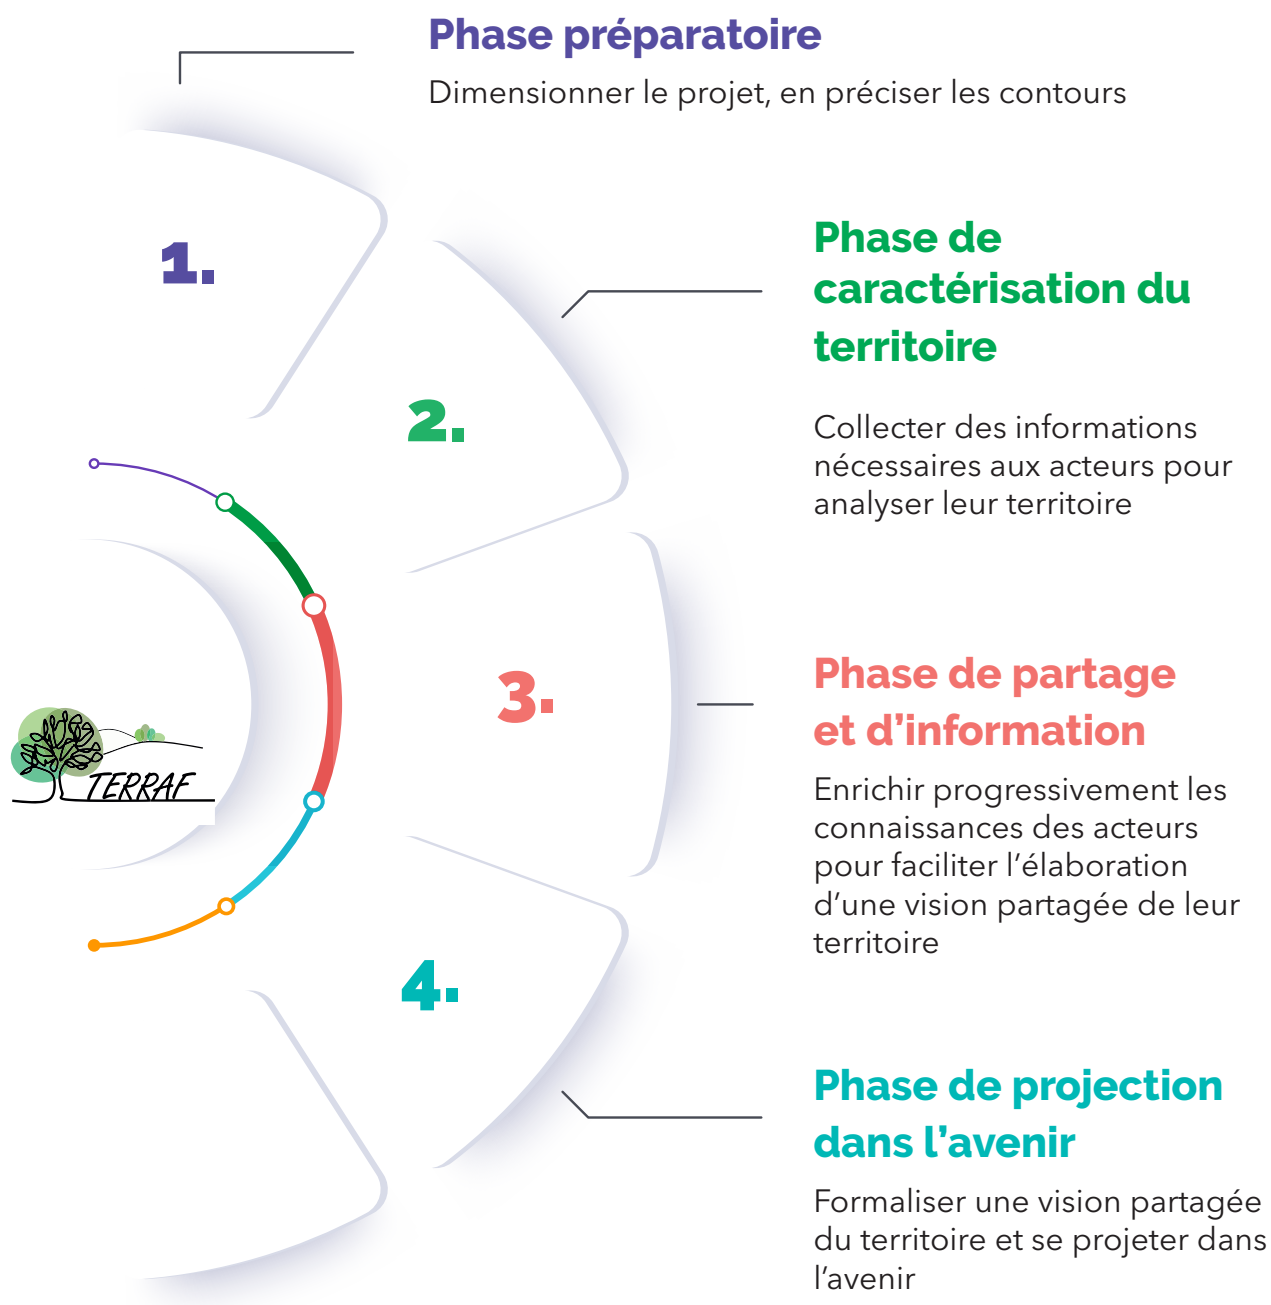 Phase préparatoire
Dimensionner le projet, en préciser les contours
1.
Phase de
caractérisation du
territoire
Collecter des informations
nécessaires aux acteurs pour
analyser leur territoire
2.
Phase de partage
et d’information
Enrichir progressivement les
connaissances des acteurs
pour faciliter l’élaboration
d’une vision partagée de leur
territoire
3.
TERRAF
4.
Phase de projection
dans l’avenir
Formaliser une vision partagée
du territoire et se projeter dans
l’avenir